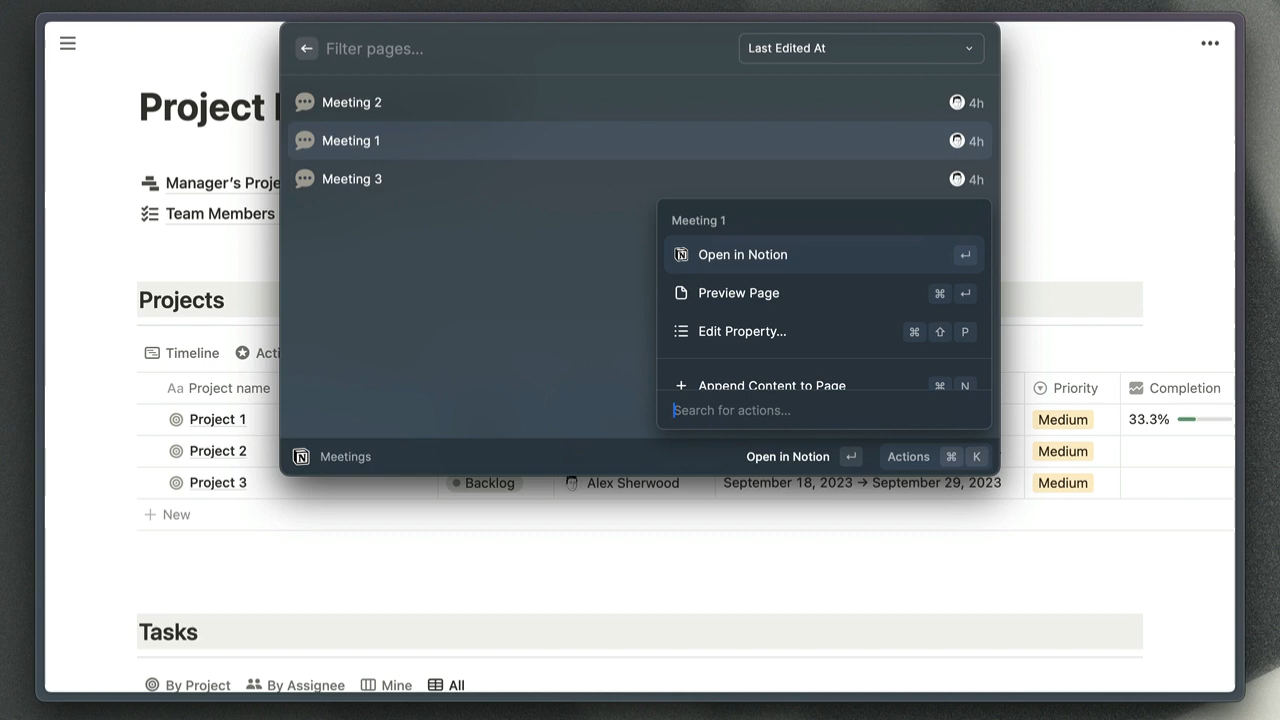 Filter pages...
Last Edited At
Meeting 2
4h
Meeting 1
4h
Meeting 3
4h
Meeting 1
Open in Notion
Preview Page
⌘
Edit Property...
⌘ ⇧ P
Append Content to Page
⌘ N
Search for actions...
Meetings
Open in Notion
Actions ⌘ K
Project
Manager's Proje
Team Members
Projects
Timeline
Acti
Aa Project name
Priority
Completion
Project 1
Medium
33.3%
Project 2
Medium
Project 3
Backlog
Alex Sherwood
September 18, 2023 → September 29, 2023
Medium
+ New
Tasks
By Project
By Assignee
Mine
All